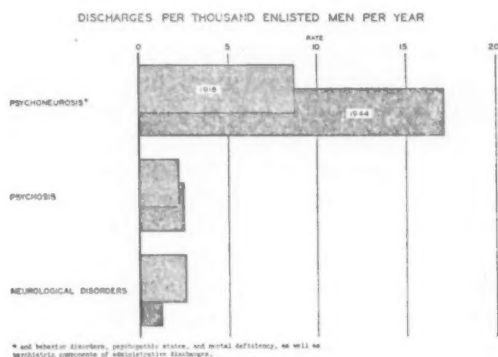 DISCHARGES PER THOUSAND ENLISTED MEN PER YEAR
RATE
0 5 10 15 20
PSYCHONEUROSIS*
1918
1944
PSYCHOSIS
NEUROLOGICAL DISORDERS
* and behavior disorders, psychopathic states, and mental deficiency, as well as
psychiatric components of administrative discharges.